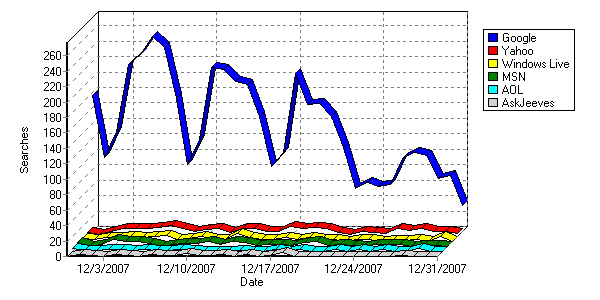 Google
Yahoo
Windows Live
MSN
AOL
AskJeeves
260
240
220
200
180
160
140
120
100
80
60
40
20
0
Searches
12/3/2007
12/10/2007
12/17/2007
12/24/2007
12/31/2007
Date